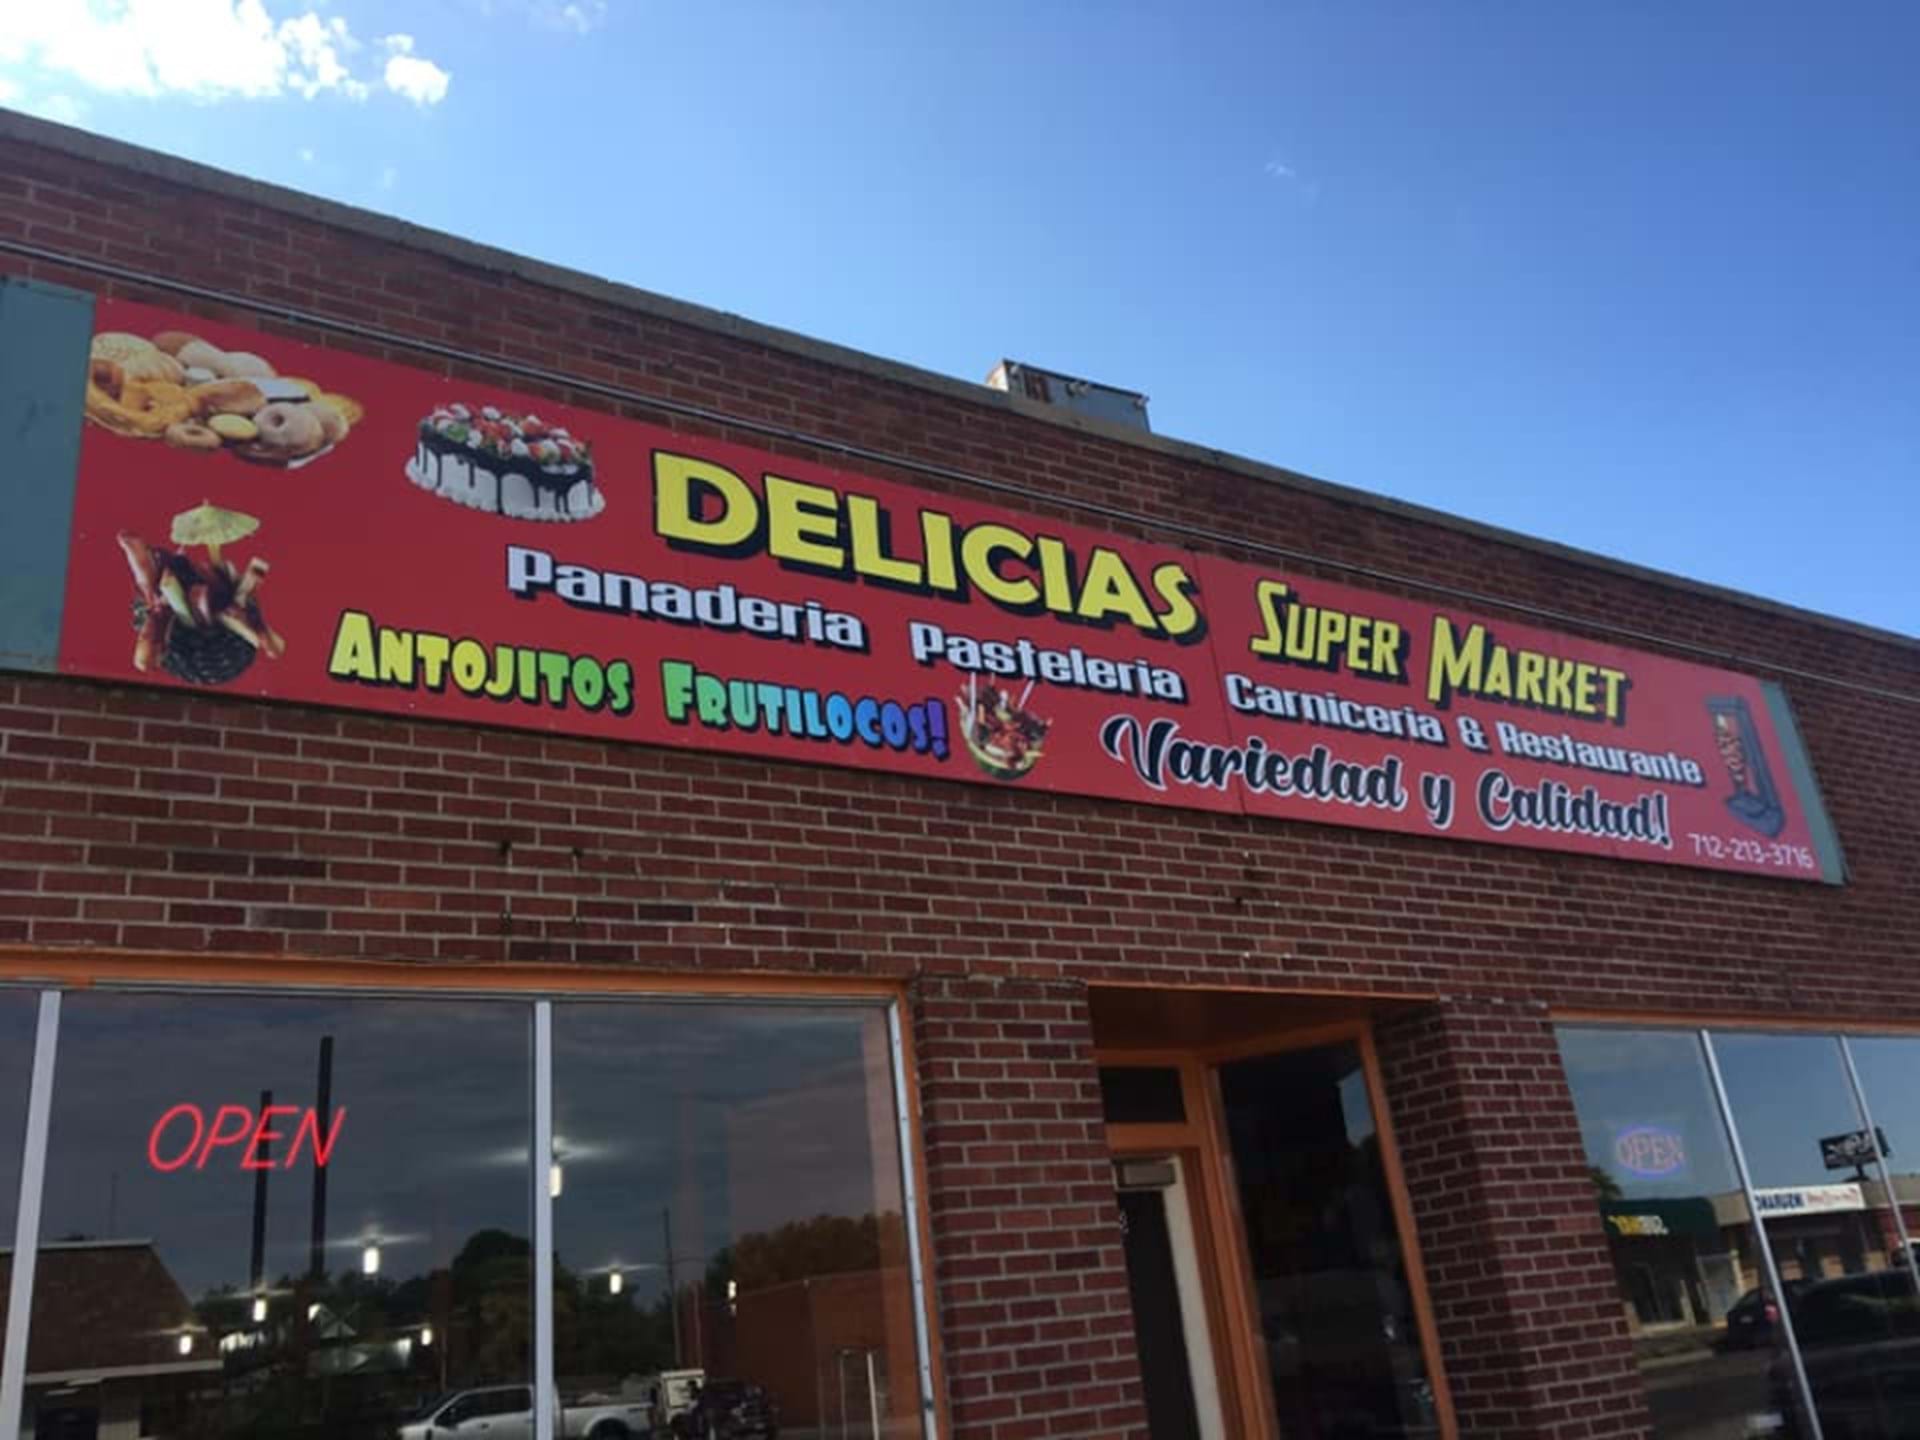 DELICIAS SUPER MARKET
Panaderia Pasteleria Carniceria & Restaurante
ANTOJITOS FRUTILOCOS!
Variedad y Calidad!
712-213-3716
OPEN
OPEN